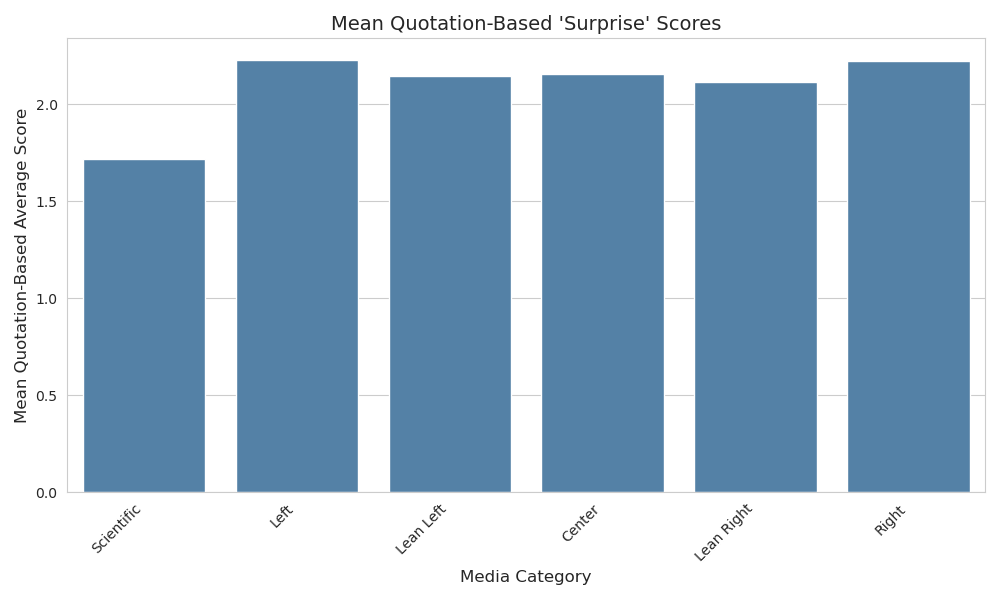 Mean Quotation-Based 'Surprise' Scores
Mean Quotation-Based Average Score
2.0
1.5
1.0
0.5
0.0
Scientific
Left
Lean Left
Center
Lean Right
Right
Media Category